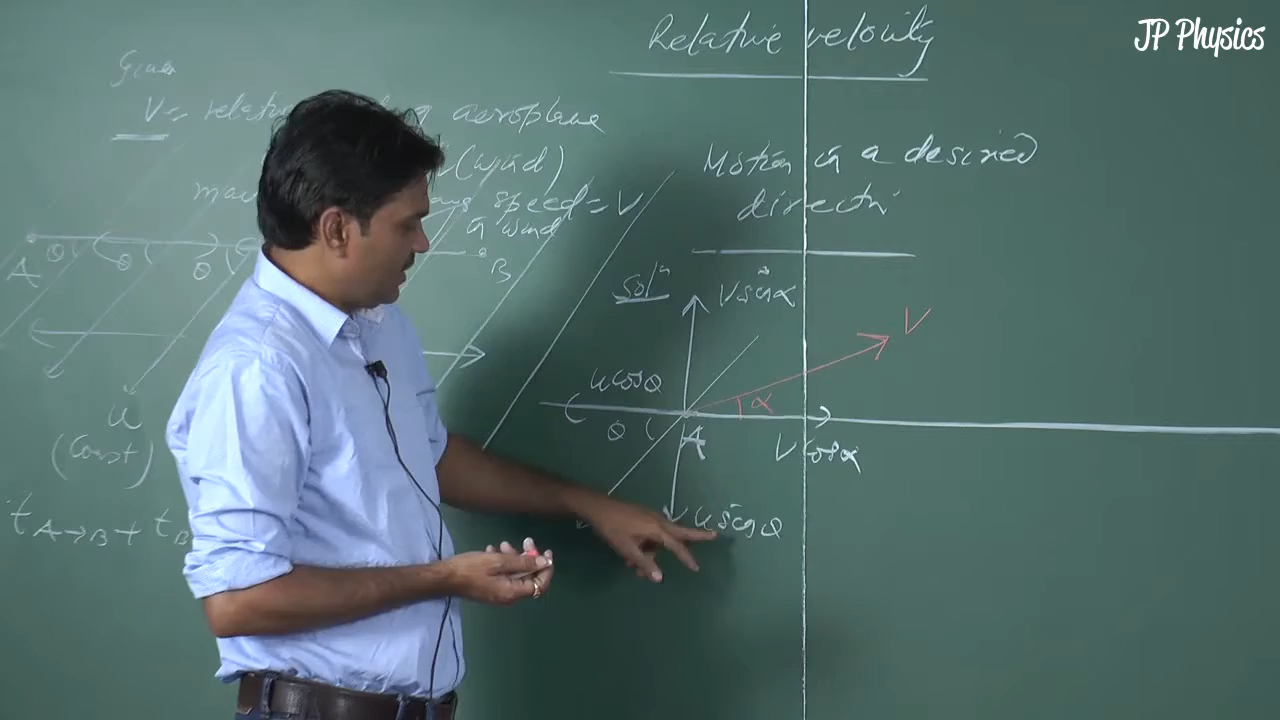 JP Physics
Relative velocity
Given
V = relative aeroplane
(wind)
speed = V
in wind
Motion in a desired
directn
θ θ θ
A B
u
(const)
t A→B + t B
Soln
V sin α
V
u cos θ
α
θ
A
V cos α
u sin θ